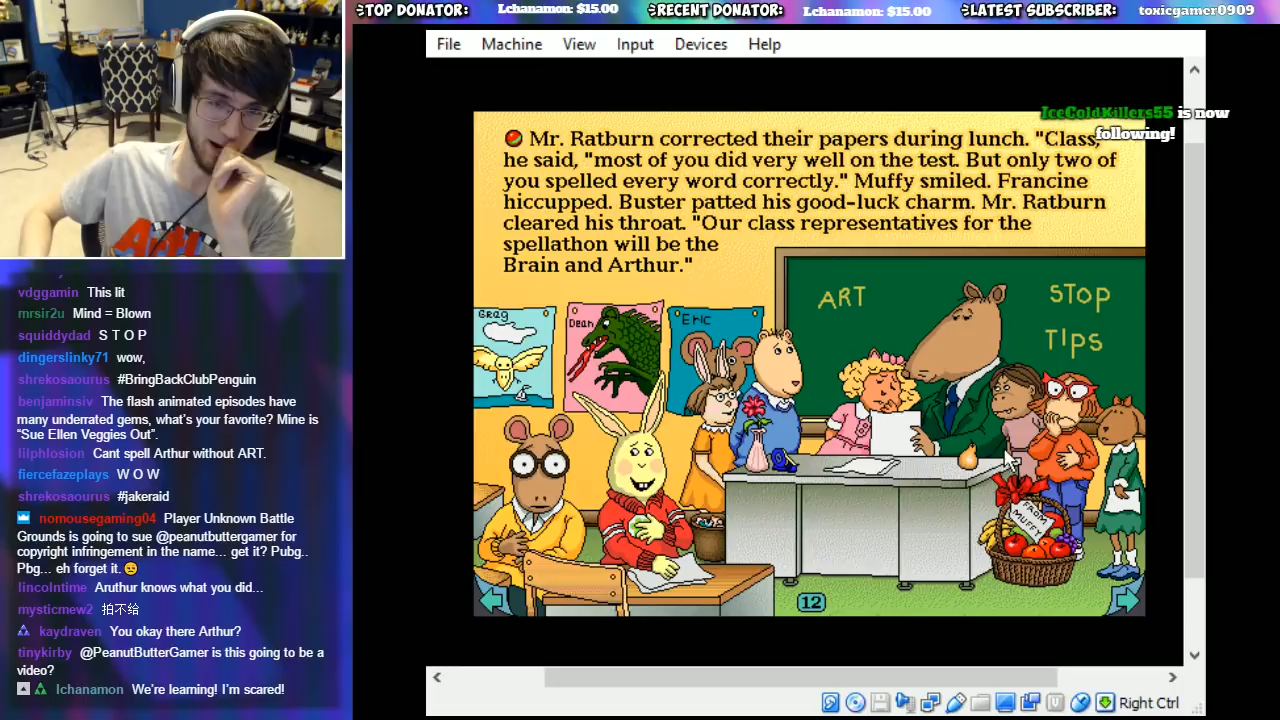 TOP DONATOR: Lchanamon: $15.00 RECENT DONATOR: Lchanamon: $15.00 LATEST SUBSCRIBER: toxicgamer0909
File Machine View Input Devices Help
IceColdKillers55 is now
following!
Mr. Ratburn corrected their papers during lunch. "Class,
he said, "most of you did very well on the test. But only two of
you spelled every word correctly." Muffy smiled. Francine
hiccupped. Buster patted his good-luck charm. Mr. Ratburn
cleared his throat. "Our class representatives for the
spellathon will be the
Brain and Arthur."
Greg
Dean
Eric
ART
STOP
TIPS
FROM
MUFFY
12
Right Ctrl
vdggamin This lit
mrsir2u Mind = Blown
squiddydad S T O P
dingerslinky71 wow,
shrekosaourus #BringBackClubPenguin
benjaminsiv The flash animated episodes have
many underrated gems, what's your favorite? Mine is
"Sue Ellen Veggies Out".
lilphlosion Cant spell Arthur without ART.
fiercefazeplays W O W
shrekosaourus #jakeraid
nomousegaming04 Player Unknown Battle
Grounds is going to sue @peanutbuttergamer for
copyright infringement in the name... get it? Pubg..
Pbg... eh forget it.
lincolntime Aruthur knows what you did...
mysticmew2 拍不给
kaydraven You okay there Arthur?
tinykirby @PeanutButterGamer is this going to be a
video?
lchanamon We're learning! I'm scared!